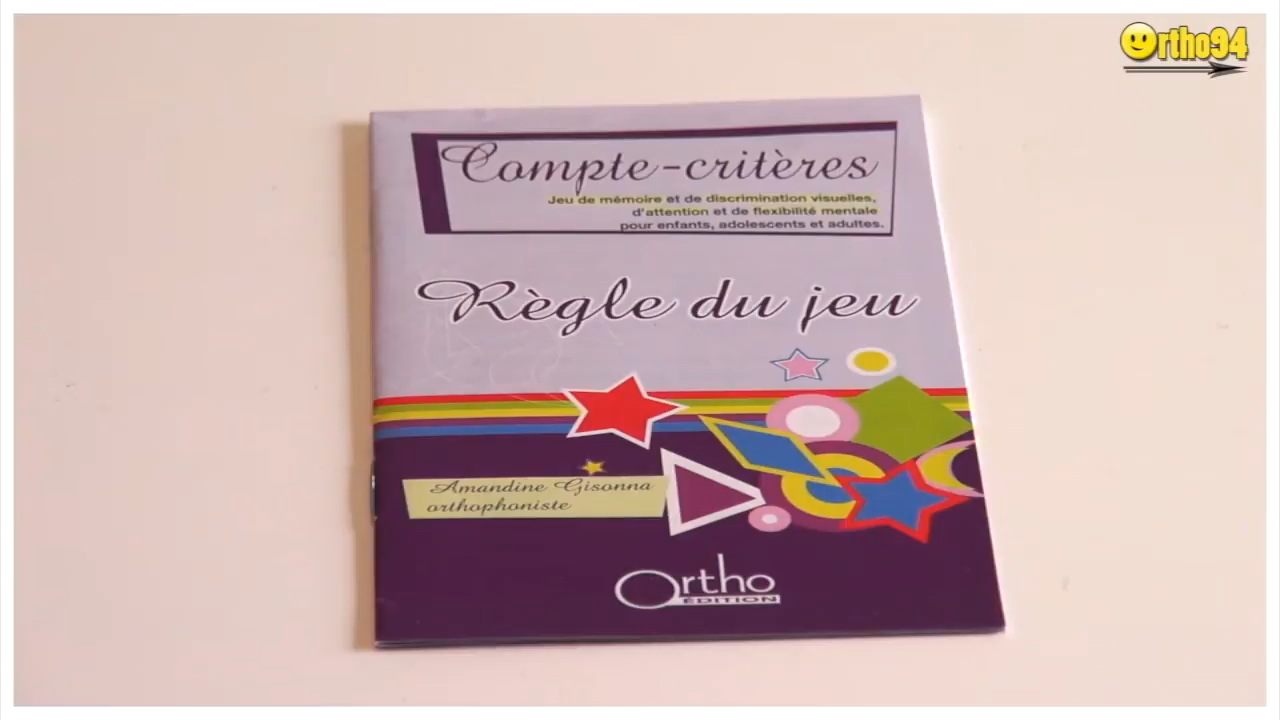 Ortho94
Compte-critères
Jeu de mémoire et de discrimination visuelles,
d'attention et de flexibilité mentale
pour enfants, adolescents et adultes.
Règle du jeu
Amandine Gisonna
orthophoniste
Ortho
ÉDITION